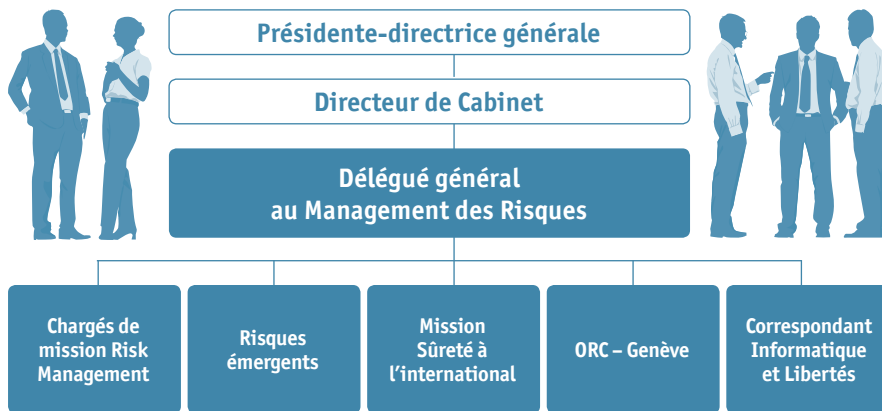 Présidente-directrice générale
Directeur de Cabinet
Délégué général
au Management des Risques
Chargés de
mission Risk
Management
Risques
émergents
Mission
Sûreté à
l'international
ORC – Genève
Correspondant
Informatique
et Libertés